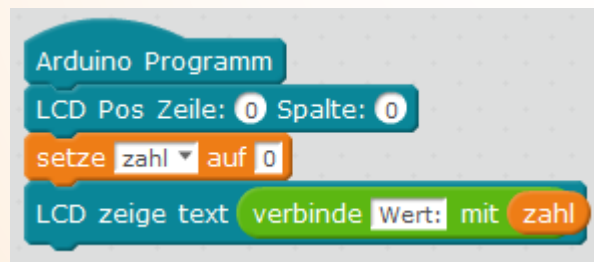 Arduino Programm
LCD Pos Zeile: 0 Spalte: 0
setze zahl auf 0
LCD zeige text verbinde Wert: mit zahl